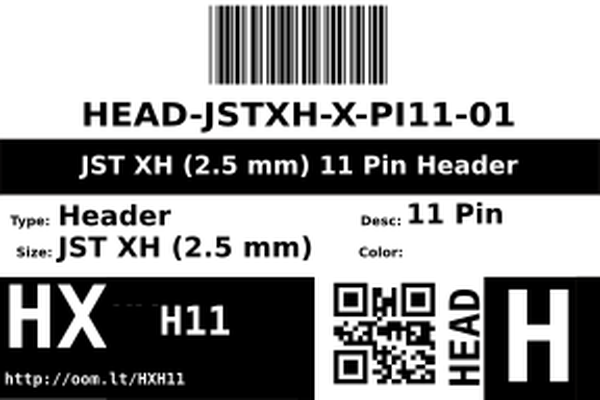 HEAD-JSTXH-X-PI11-01
JST XH (2.5 mm) 11 Pin Header
Type: Header
Desc: 11 Pin
Size: JST XH (2.5 mm)
Color:
HX
H11
http://oom.lt/HXH11
HEAD
H